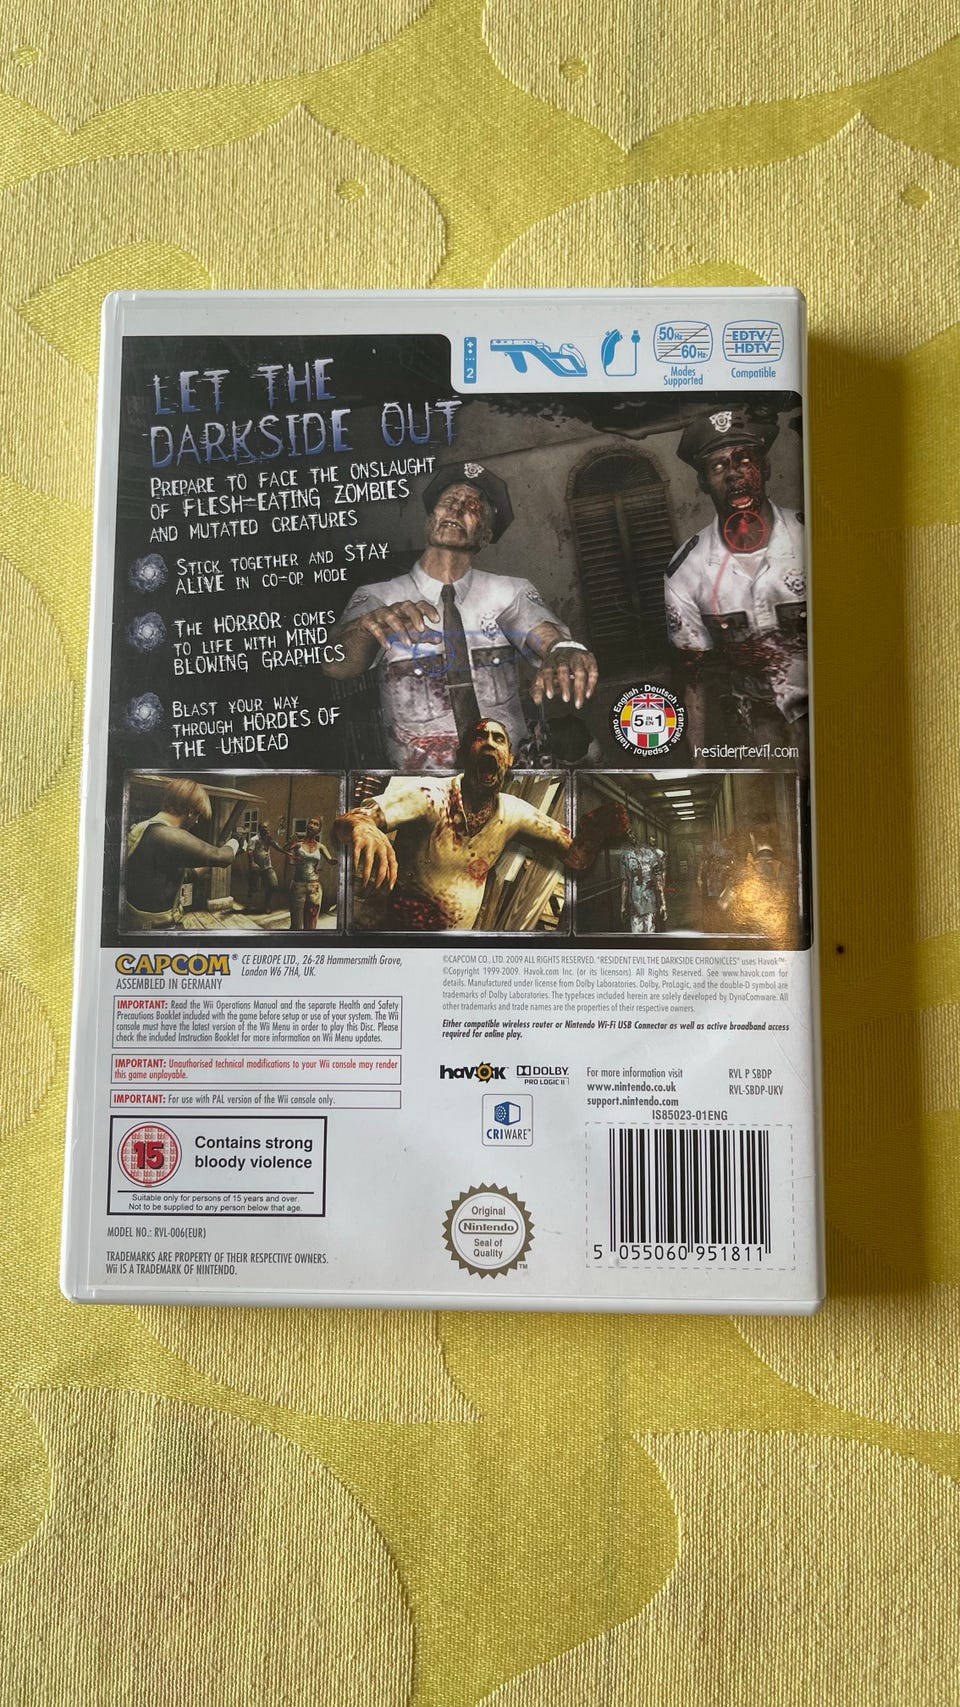 2
50Hz
60Hz
Modes
Supported
EDTV/
HDTV
Compatible
LET THE
DARKSIDE OUT
PREPARE TO FACE THE ONSLAUGHT
OF FLESH-EATING ZOMBIES
AND MUTATED CREATURES
STICK TOGETHER AND STAY
ALIVE IN CO-OP MODE
THE HORROR COMES
TO LIFE WITH MIND
BLOWING GRAPHICS
BLAST YOUR WAY
THROUGH HORDES OF
THE UNDEAD
English · Deutsch · Français · Español · Italiano
5 IN EN 1
residentevil.com
CAPCOM® CE EUROPE LTD., 26-28 Hammersmith Grove,
London W6 7HA, UK.
ASSEMBLED IN GERMANY
IMPORTANT: Read the Wii Operations Manual and the separate Health and Safety
Precautions Booklet included with the game before setup or use of your system. The Wii
console must have the latest version of the Wii Menu in order to play this Disc. Please
check the included Instruction Booklet for more information on Wii Menu updates.
IMPORTANT: Unauthorised technical modifications to your Wii console may render
this game unplayable.
IMPORTANT: For use with PAL version of the Wii console only.
15
Contains strong
bloody violence
Suitable only for persons of 15 years and over.
Not to be supplied to any person below that age.
MODEL NO.: RVL-006(EUR)
TRADEMARKS ARE PROPERTY OF THEIR RESPECTIVE OWNERS.
Wii IS A TRADEMARK OF NINTENDO.
©CAPCOM CO., LTD. 2009 ALL RIGHTS RESERVED. "RESIDENT EVIL THE DARKSIDE CHRONICLES" uses Havok™.
©Copyright 1999-2009. Havok.com Inc. (or its licensors). All Rights Reserved. See www.havok.com for
details. Manufactured under license from Dolby Laboratories. Dolby, ProLogic, and the double-D symbol are
trademarks of Dolby Laboratories. The typefaces included herein are solely developed by DynaComware. All
other trademarks and trade names are the properties of their respective owners.
Either compatible wireless router or Nintendo Wi-Fi USB Connector as well as active broadband access
required for online play.
havok
DOLBY
PRO LOGIC II
CRIWARE™
For more information visit
www.nintendo.co.uk
support.nintendo.com
RVL P SBDP
RVL-SBDP-UKV
IS85023-01ENG
Original
Nintendo
Seal of
Quality
TM
5 055060 951811